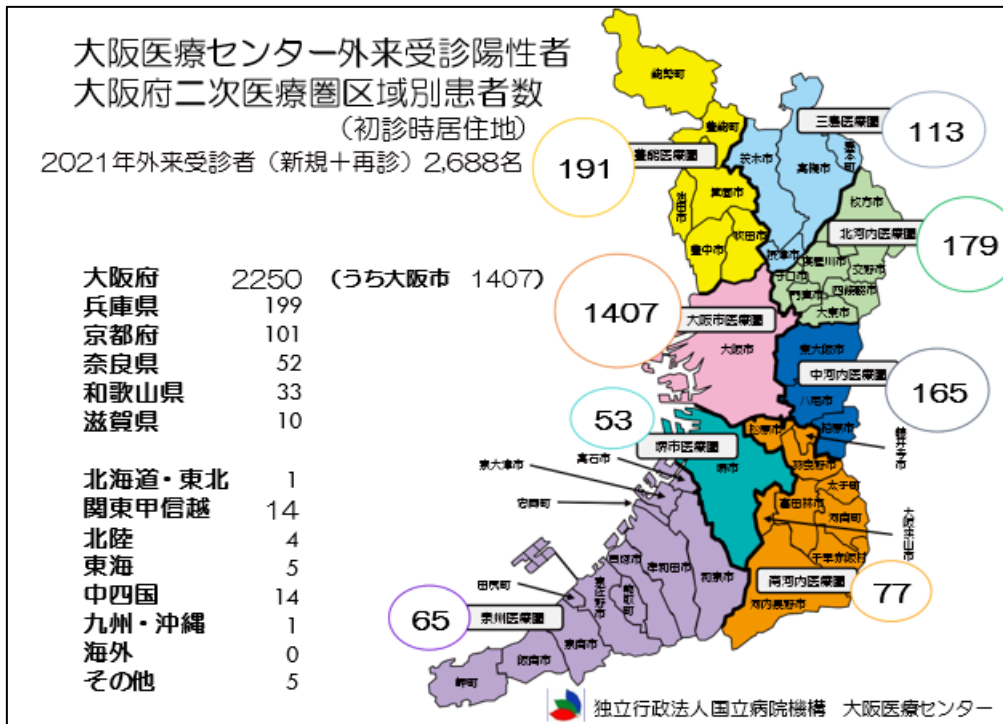 大阪医療センター外来受診陽性者
大阪府二次医療圏区域別患者数
(初診時居住地)
2021年外来受診者（新規＋再診）2,688名
大阪府 2250 (うち大阪市 1407)
兵庫県 199
京都府 101
奈良県 52
和歌山県 33
滋賀県 10
北海道・東北 1
関東甲信越 14
北陸 4
東海 5
中四国 14
九州・沖縄 1
海外 0
その他 5
能勢町
豊能町
豊能医療圏
191
池田市
箕面市
豊中市
吹田市
三島医療圏
113
茨木市
高槻市
島本町
摂津市
枚方市
北河内医療圏
179
寝屋川市
守口市
交野市
門真市
四條畷市
大東市
1407
大阪市医療圏
大阪市
東大阪市
中河内医療圏
165
八尾市
柏原市
藤井寺市
53
堺市医療圏
堺市
松原市
羽曳野市
太子町
富田林市
河南町
大阪狭山市
千早赤阪村
南河内医療圏
77
河内長野市
高石市
泉大津市
忠岡町
和泉市
岸和田市
貝塚市
熊取町
泉佐野市
田尻町
65
泉州医療圏
泉南市
阪南市
岬町
独立行政法人国立病院機構 大阪医療センター